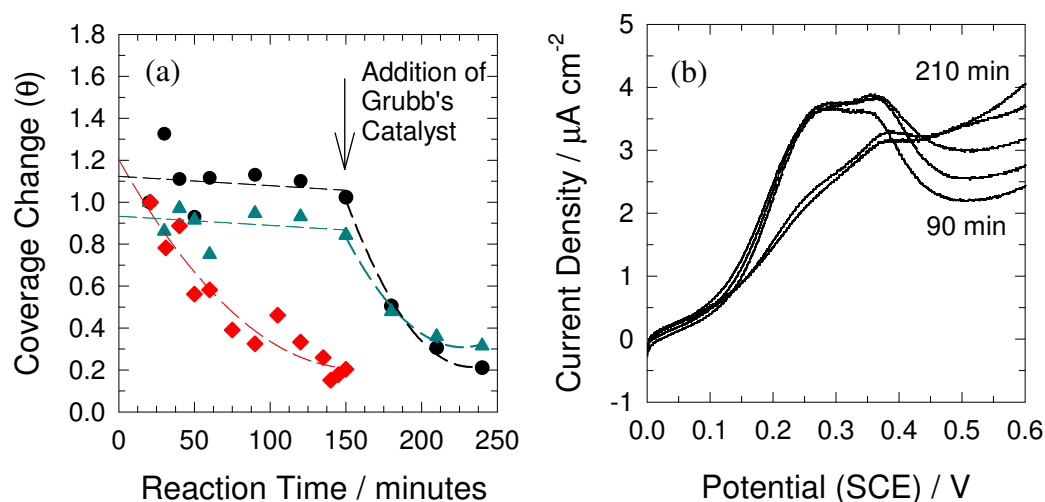 (a)
Addition of
Grubb's
Catalyst
Coverage Change (θ)
1.8
1.6
1.4
1.2
1.0
0.8
0.6
0.4
0.2
0.0
0 50 100 150 200 250
Reaction Time / minutes
(b)
210 min
90 min
Current Density / µA cm⁻²
5
4
3
2
1
0
-1
0.0 0.1 0.2 0.3 0.4 0.5 0.6
Potential (SCE) / V